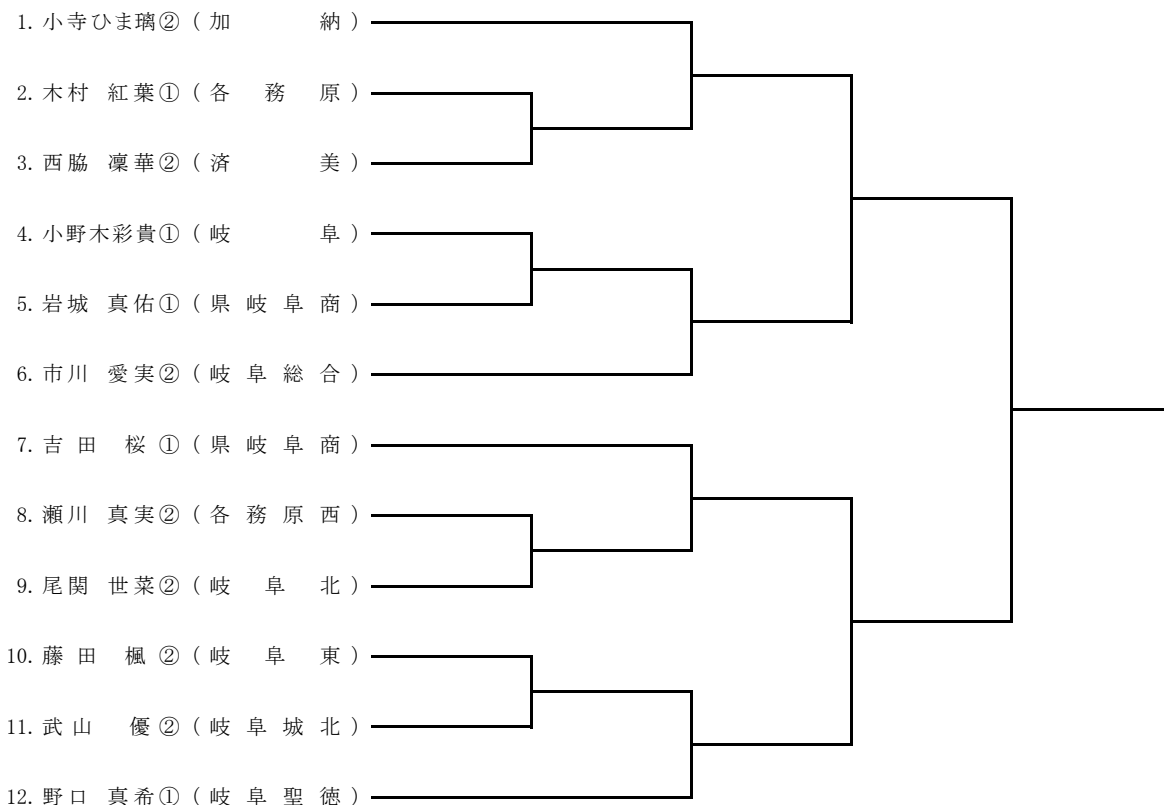 1. 小寺ひま璃② ( 加 納 )
2. 木村 紅葉① ( 各 務 原 )
3. 西脇 凜華② ( 済 美 )
4. 小野木彩貴① ( 岐 阜 )
5. 岩城 真佑① ( 県 岐 阜 商 )
6. 市川 愛実② ( 岐 阜 総 合 )
7. 吉田 桜 ① ( 県 岐 阜 商 )
8. 瀬川 真実② ( 各 務 原 西 )
9. 尾関 世菜② ( 岐 阜 北 )
10. 藤田 楓 ② ( 岐 阜 東 )
11. 武山 優 ② ( 岐 阜 城 北 )
12. 野口 真希① ( 岐 阜 聖 徳 )